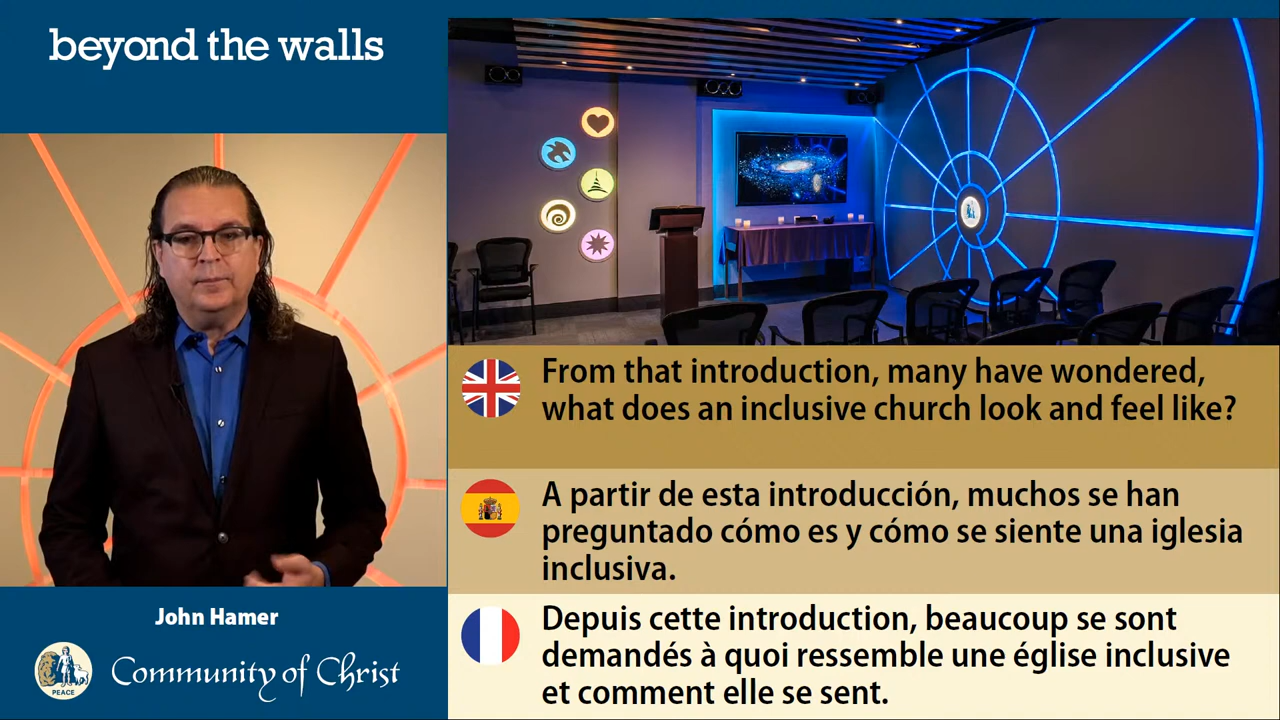 beyond the walls
From that introduction, many have wondered,
what does an inclusive church look and feel like?
A partir de esta introducción, muchos se han
preguntado cómo es y cómo se siente una iglesia
inclusiva.
Depuis cette introduction, beaucoup se sont
demandés à quoi ressemble une église inclusive
et comment elle se sent.
John Hamer
PEACE
Community of Christ